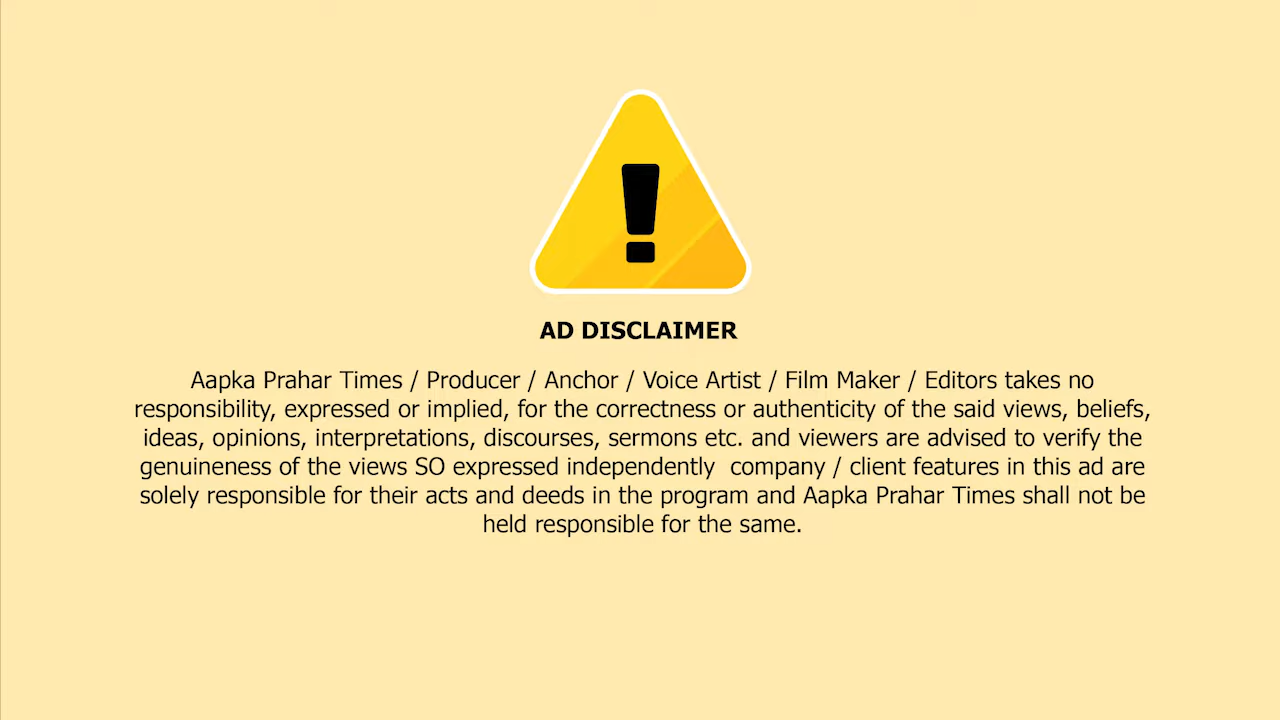 AD DISCLAIMER
Aapka Prahar Times / Producer / Anchor / Voice Artist / Film Maker / Editors takes no
responsibility, expressed or implied, for the correctness or authenticity of the said views, beliefs,
ideas, opinions, interpretations, discourses, sermons etc. and viewers are advised to verify the
genuineness of the views SO expressed independently  company / client features in this ad are
solely responsible for their acts and deeds in the program and Aapka Prahar Times shall not be
held responsible for the same.